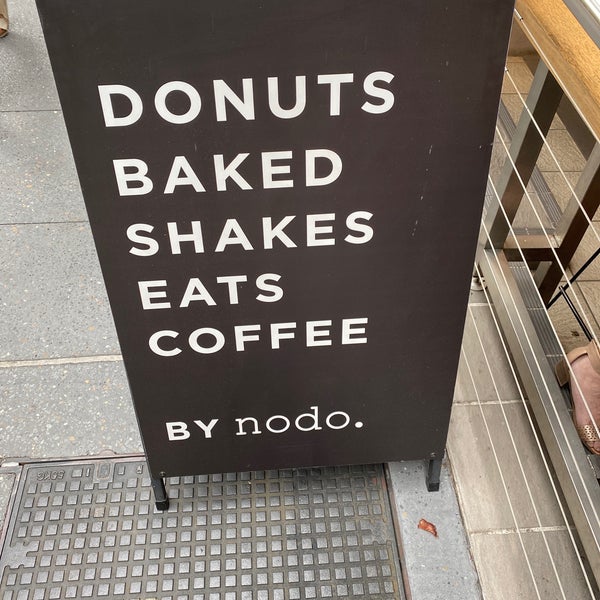 DONUTS
BAKED
SHAKES
EATS
COFFEE
BY nodo.